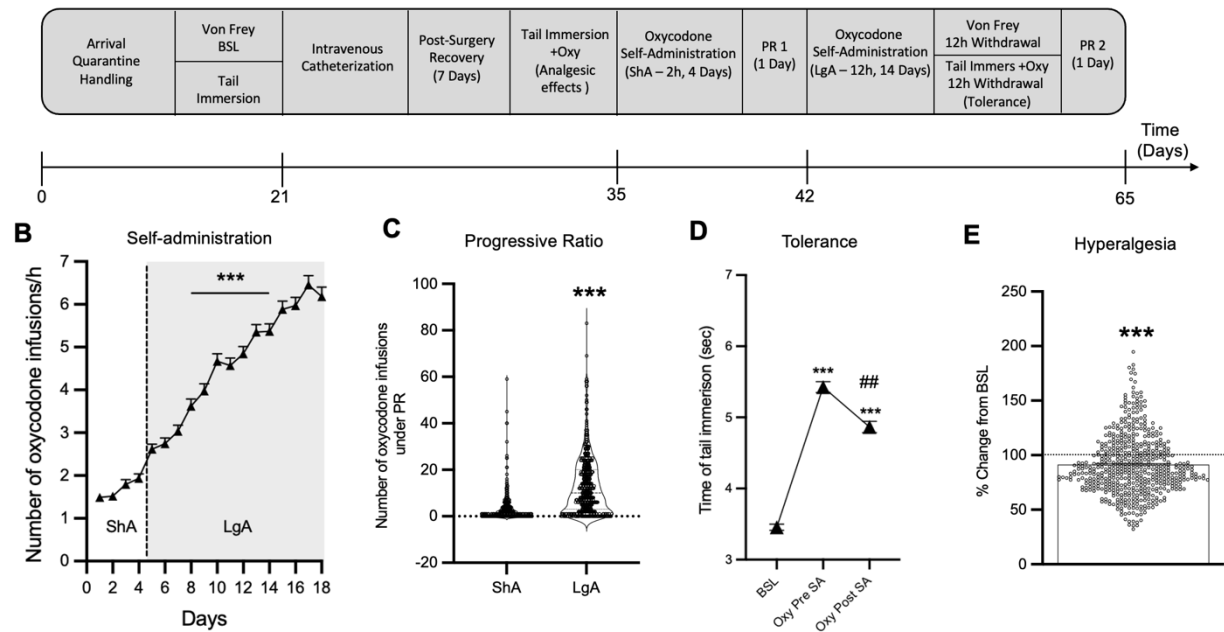 Arrival
Quarantine
Handling
Von Frey
BSL
Tail
Immersion
Intravenous
Catheterization
Post-Surgery
Recovery
(7 Days)
Tail Immersion
+Oxy
(Analgesic
effects )
Oxycodone
Self-Administration
(ShA – 2h, 4 Days)
PR 1
(1 Day)
Oxycodone
Self-Administration
(LgA – 12h, 14 Days)
Von Frey
12h Withdrawal
Tail Immers +Oxy
12h Withdrawal
(Tolerance)
PR 2
(1 Day)
Time
(Days)
0
21
35
42
65
B
Self-administration
Number of oxycodone infusions/h
7
6
5
4
3
2
1
0
***
ShA
LgA
0 2 4 6 8 10 12 14 16 18
Days
C
Progressive Ratio
Number of oxycodone infusions
under PR
100
80
60
40
20
0
-20
***
ShA
LgA
D
Tolerance
Time of tail immerison (sec)
7
6
5
4
3
***
##
***
BSL
Oxy Pre SA
Oxy Post SA
E
Hyperalgesia
% Change from BSL
250
200
150
100
50
0
***